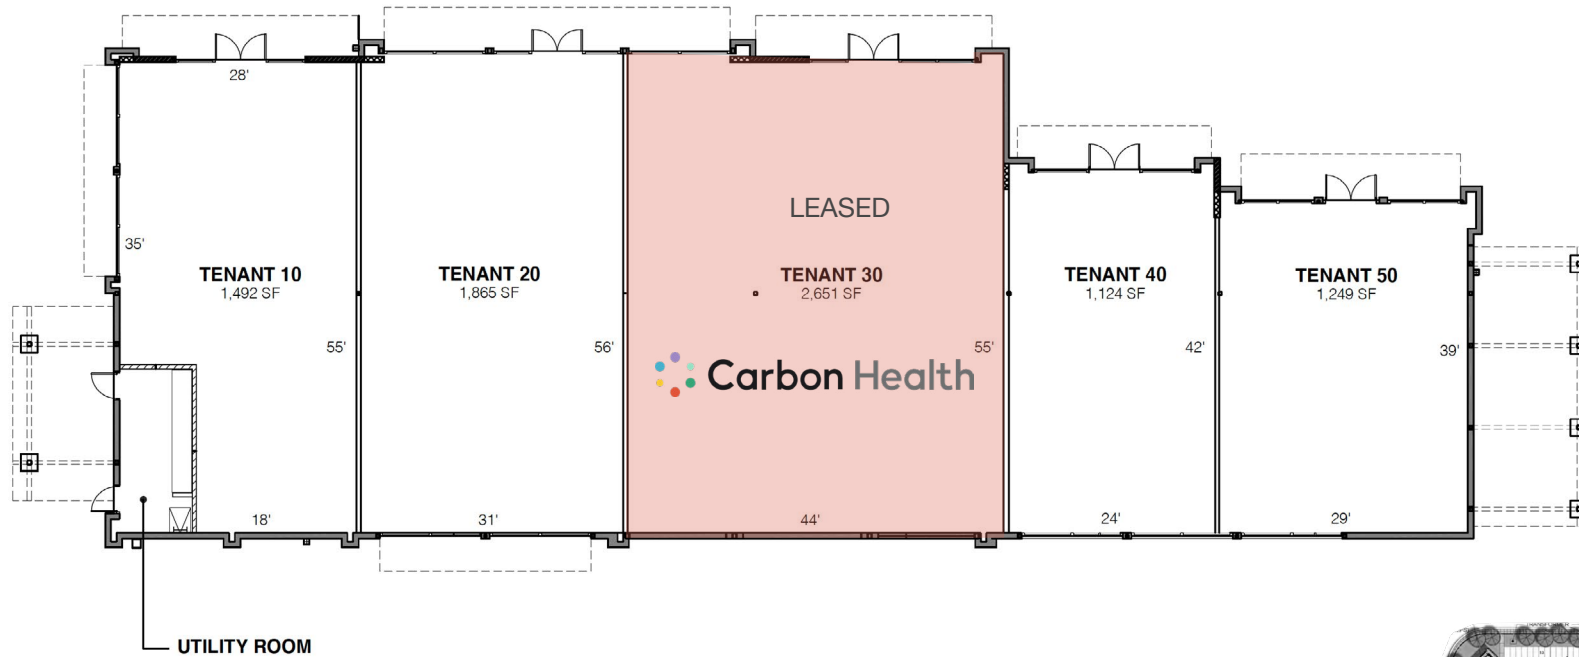 28'
LEASED
35'
TENANT 10
1,492 SF
TENANT 20
1,865 SF
TENANT 30
2,651 SF
TENANT 40
1,124 SF
TENANT 50
1,249 SF
55'
56'
55'
42'
39'
Carbon Health
18'
31'
44'
24'
29'
UTILITY ROOM